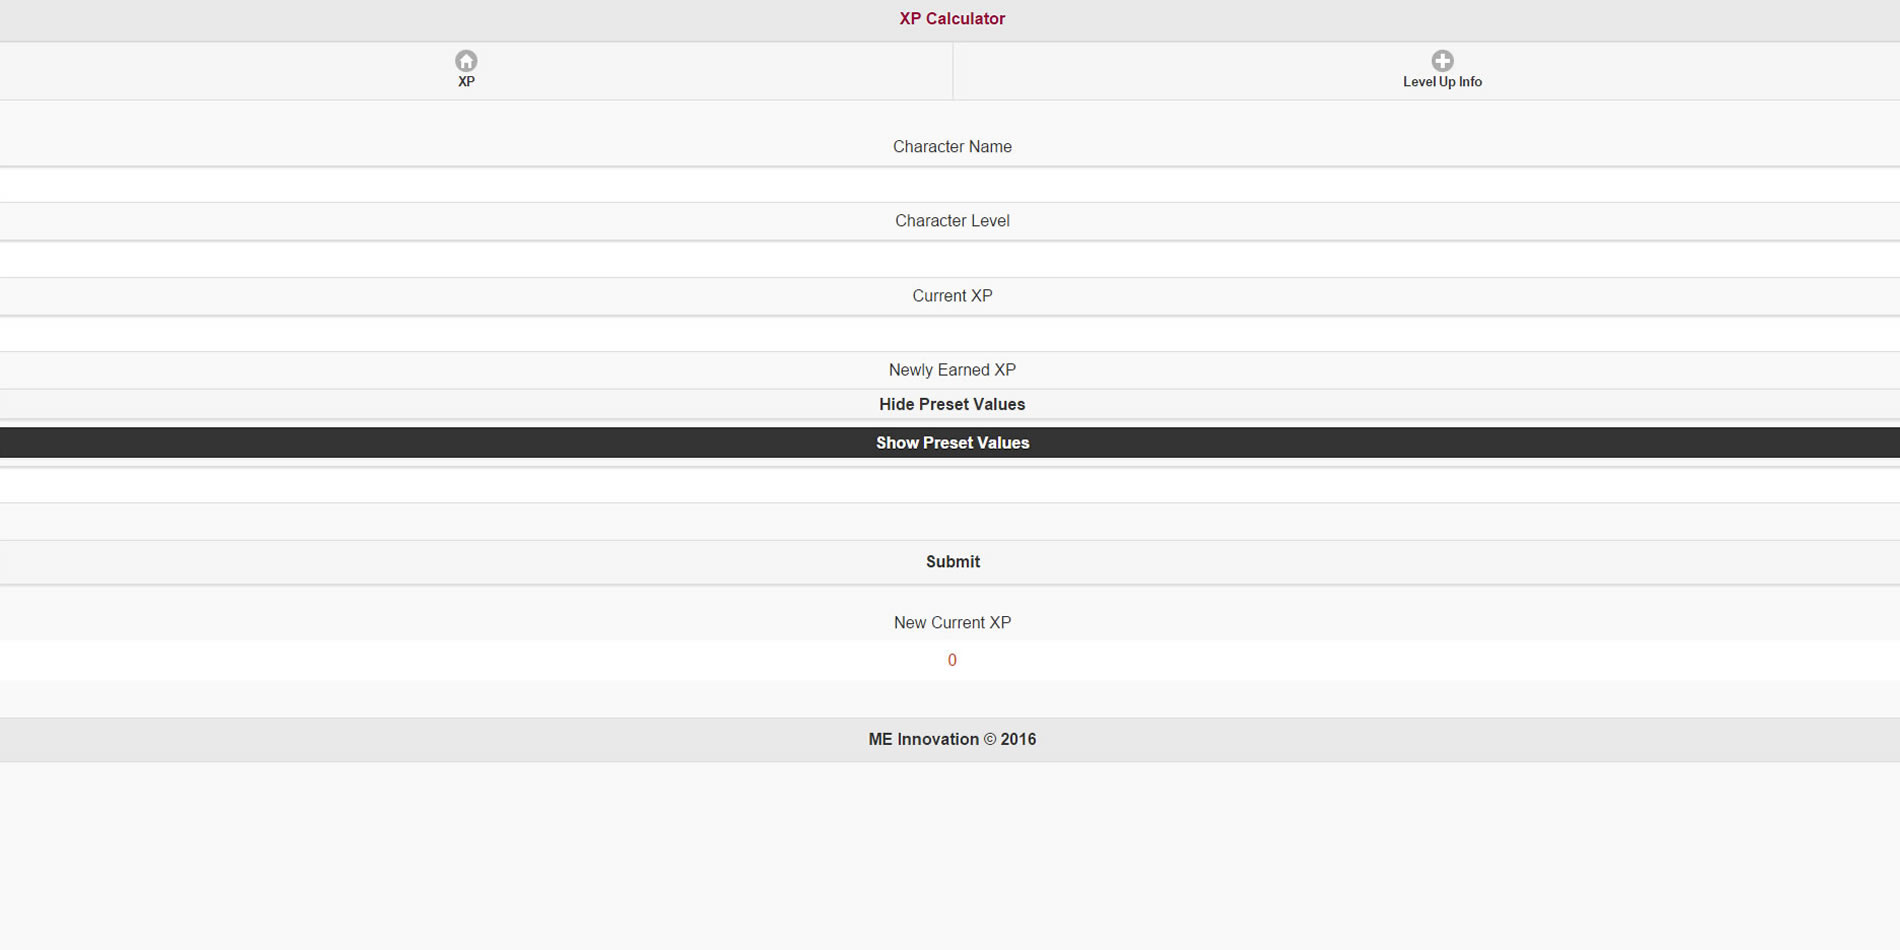 XP Calculator
XP
Level Up Info
Character Name
Character Level
Current XP
Newly Earned XP
Hide Preset Values
Show Preset Values
Submit
New Current XP
0
ME Innovation © 2016